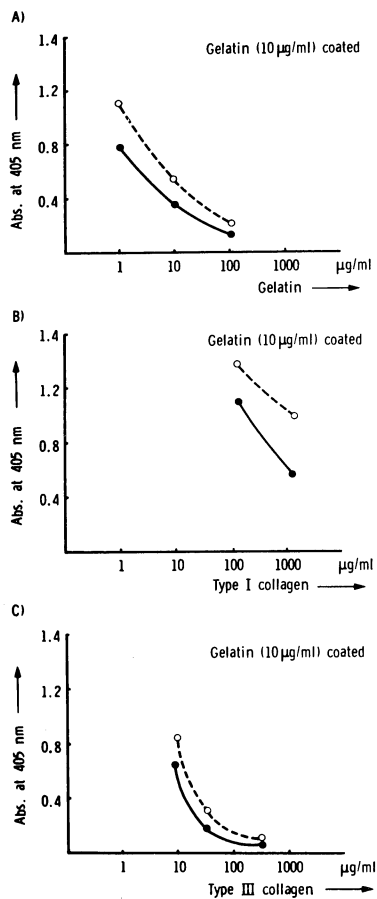 A)
Gelatin (10 µg/ml) coated
1.4
1.2
0.8
0.4
Abs. at 405 nm
1 10 100 1000 µg/ml
Gelatin
B)
Gelatin (10 µg/ml) coated
1.4
1.2
0.8
0.4
Abs. at 405 nm
1 10 100 1000 µg/ml
Type I collagen
C)
Gelatin (10 µg/ml) coated
1.4
1.2
0.8
0.4
Abs. at 405 nm
1 10 100 1000 µg/ml
Type III collagen